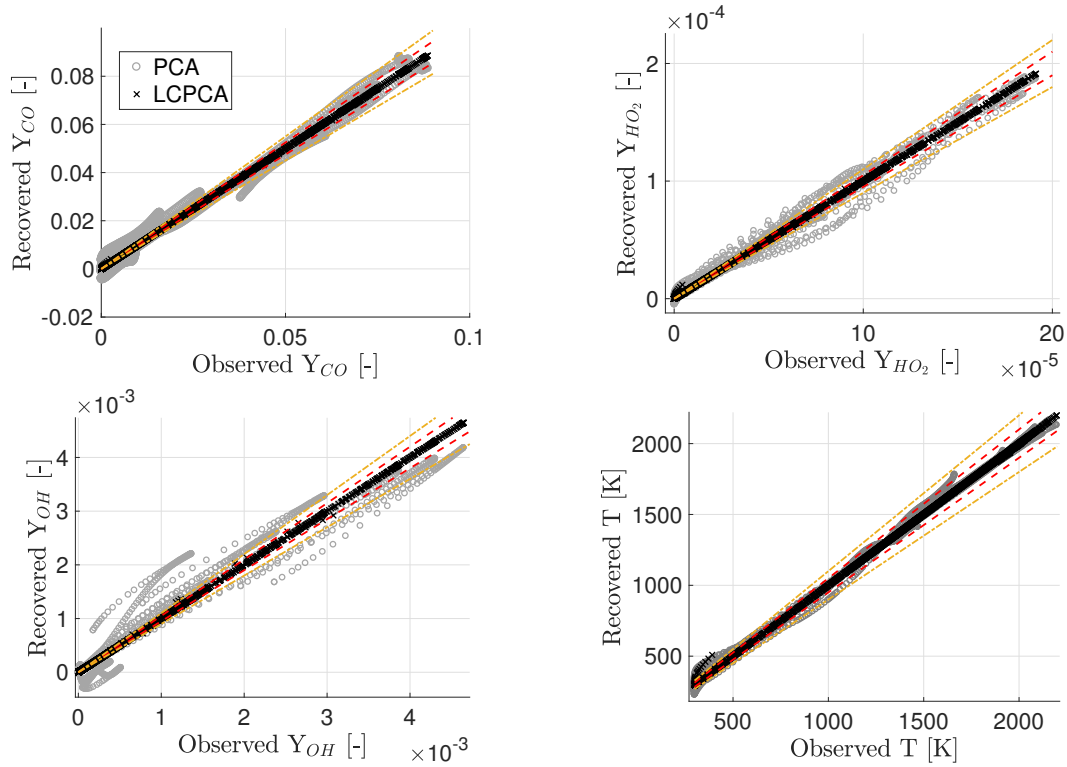 Recovered Y_CO [-]
0.08
0.06
0.04
0.02
0
-0.02
PCA
LCPCA
0 0.05 0.1
Observed Y_CO [-]
×10^-4
Recovered Y_HO_2 [-]
2
1
0
0 10 20
Observed Y_HO_2 [-]
×10^-5
×10^-3
Recovered Y_OH [-]
4
3
2
1
0
0 1 2 3 4
Observed Y_OH [-]
×10^-3
Recovered T [K]
2000
1500
1000
500
500 1000 1500 2000
Observed T [K]